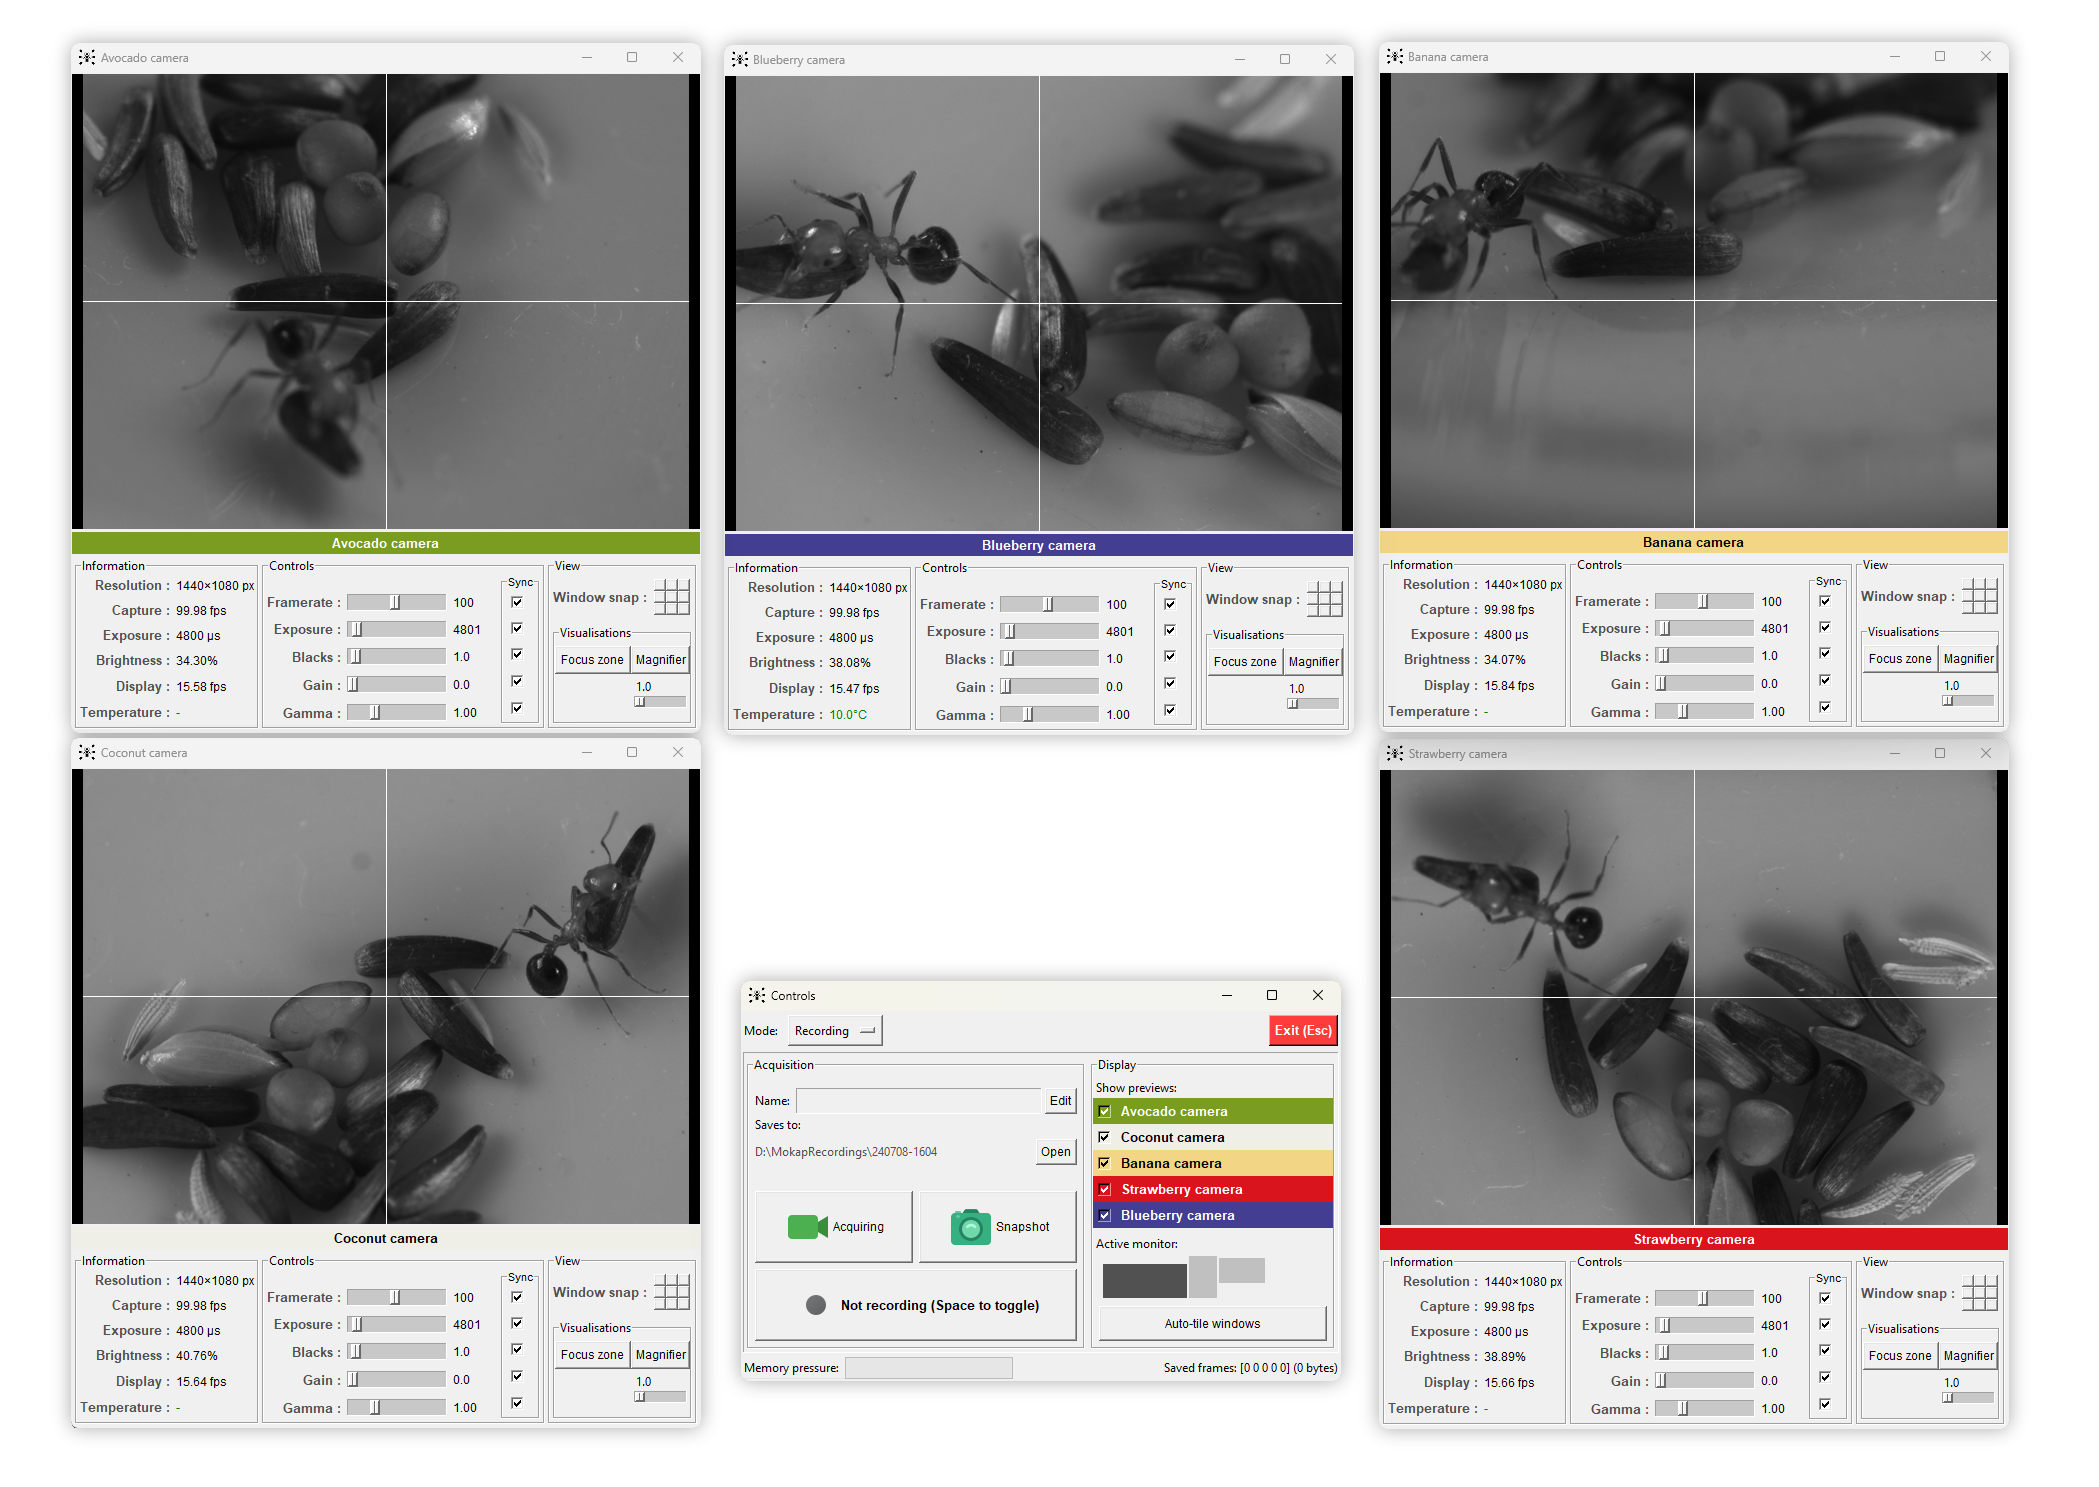 Avocado camera
Avocado camera
Information
Resolution : 1440×1080 px
Capture : 99.98 fps
Exposure : 4800 µs
Brightness : 34.30%
Display : 15.58 fps
Temperature : -
Controls
Sync
Framerate : 100
Exposure : 4801
Blacks : 1.0
Gain : 0.0
Gamma : 1.00
View
Window snap :
Visualisations
Focus zone Magnifier
1.0
Blueberry camera
Blueberry camera
Information
Resolution : 1440×1080 px
Capture : 99.98 fps
Exposure : 4800 µs
Brightness : 38.08%
Display : 15.47 fps
Temperature : 10.0°C
Controls
Sync
Framerate : 100
Exposure : 4801
Blacks : 1.0
Gain : 0.0
Gamma : 1.00
View
Window snap :
Visualisations
Focus zone Magnifier
1.0
Banana camera
Banana camera
Information
Resolution : 1440×1080 px
Capture : 99.98 fps
Exposure : 4800 µs
Brightness : 34.07%
Display : 15.84 fps
Temperature : -
Controls
Sync
Framerate : 100
Exposure : 4801
Blacks : 1.0
Gain : 0.0
Gamma : 1.00
View
Window snap :
Visualisations
Focus zone Magnifier
1.0
Coconut camera
Coconut camera
Information
Resolution : 1440×1080 px
Capture : 99.98 fps
Exposure : 4800 µs
Brightness : 40.76%
Display : 15.64 fps
Temperature : -
Controls
Sync
Framerate : 100
Exposure : 4801
Blacks : 1.0
Gain : 0.0
Gamma : 1.00
View
Window snap :
Visualisations
Focus zone Magnifier
1.0
Controls
Mode: Recording Exit (Esc)
Acquisition
Name: Edit
Saves to:
D:\MokapRecordings\240708-1604 Open
Acquiring Snapshot
Not recording (Space to toggle)
Display
Show previews:
Avocado camera
Coconut camera
Banana camera
Strawberry camera
Blueberry camera
Active monitor:
Auto-tile windows
Memory pressure: Saved frames: [0 0 0 0 0] (0 bytes)
Strawberry camera
Strawberry camera
Information
Resolution : 1440×1080 px
Capture : 99.98 fps
Exposure : 4800 µs
Brightness : 38.89%
Display : 15.66 fps
Temperature : -
Controls
Sync
Framerate : 100
Exposure : 4801
Blacks : 1.0
Gain : 0.0
Gamma : 1.00
View
Window snap :
Visualisations
Focus zone Magnifier
1.0